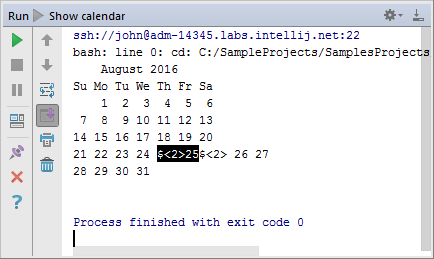 Run Show calendar
ssh://john@adm-14345.labs.intellij.net:22
bash: line 0: cd: C:/SampleProjects/SamplesProjects
August 2016
Su Mo Tu We Th Fr Sa
1 2 3 4 5 6
7 8 9 10 11 12 13
14 15 16 17 18 19 20
21 22 23 24 $<2>25$<2> 26 27
28 29 30 31
Process finished with exit code 0